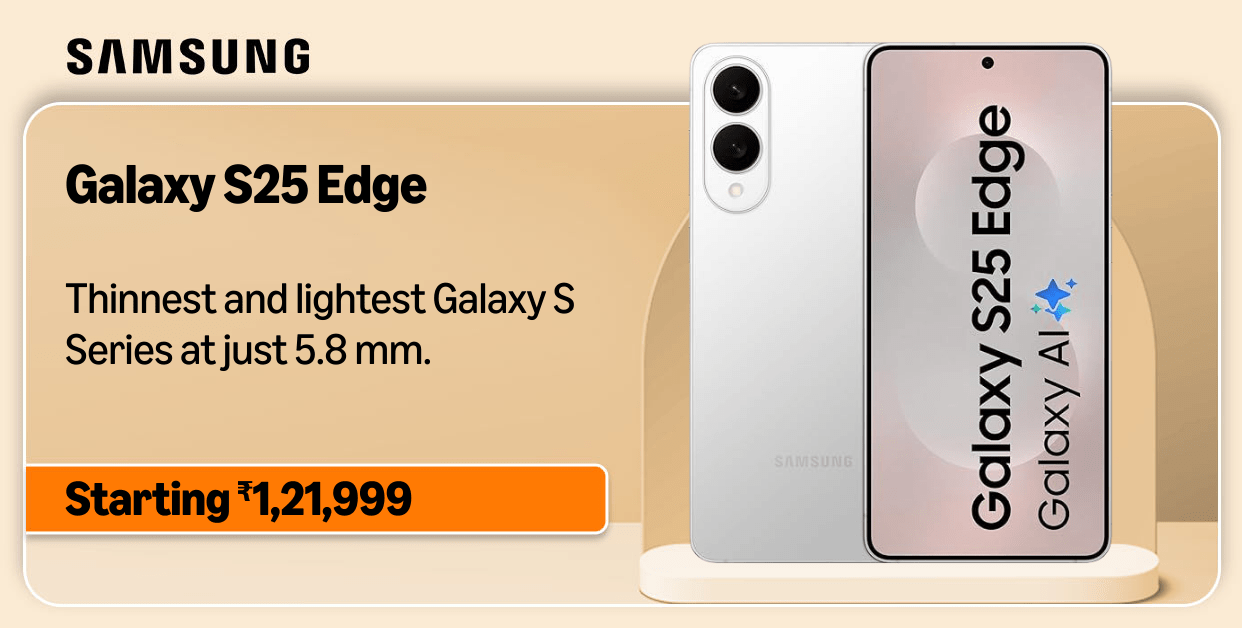 SAMSUNG
Galaxy S25 Edge
Thinnest and lightest Galaxy S
Series at just 5.8 mm.
Starting ₹1,21,999
SAMSUNG
Galaxy S25 Edge
Galaxy AI